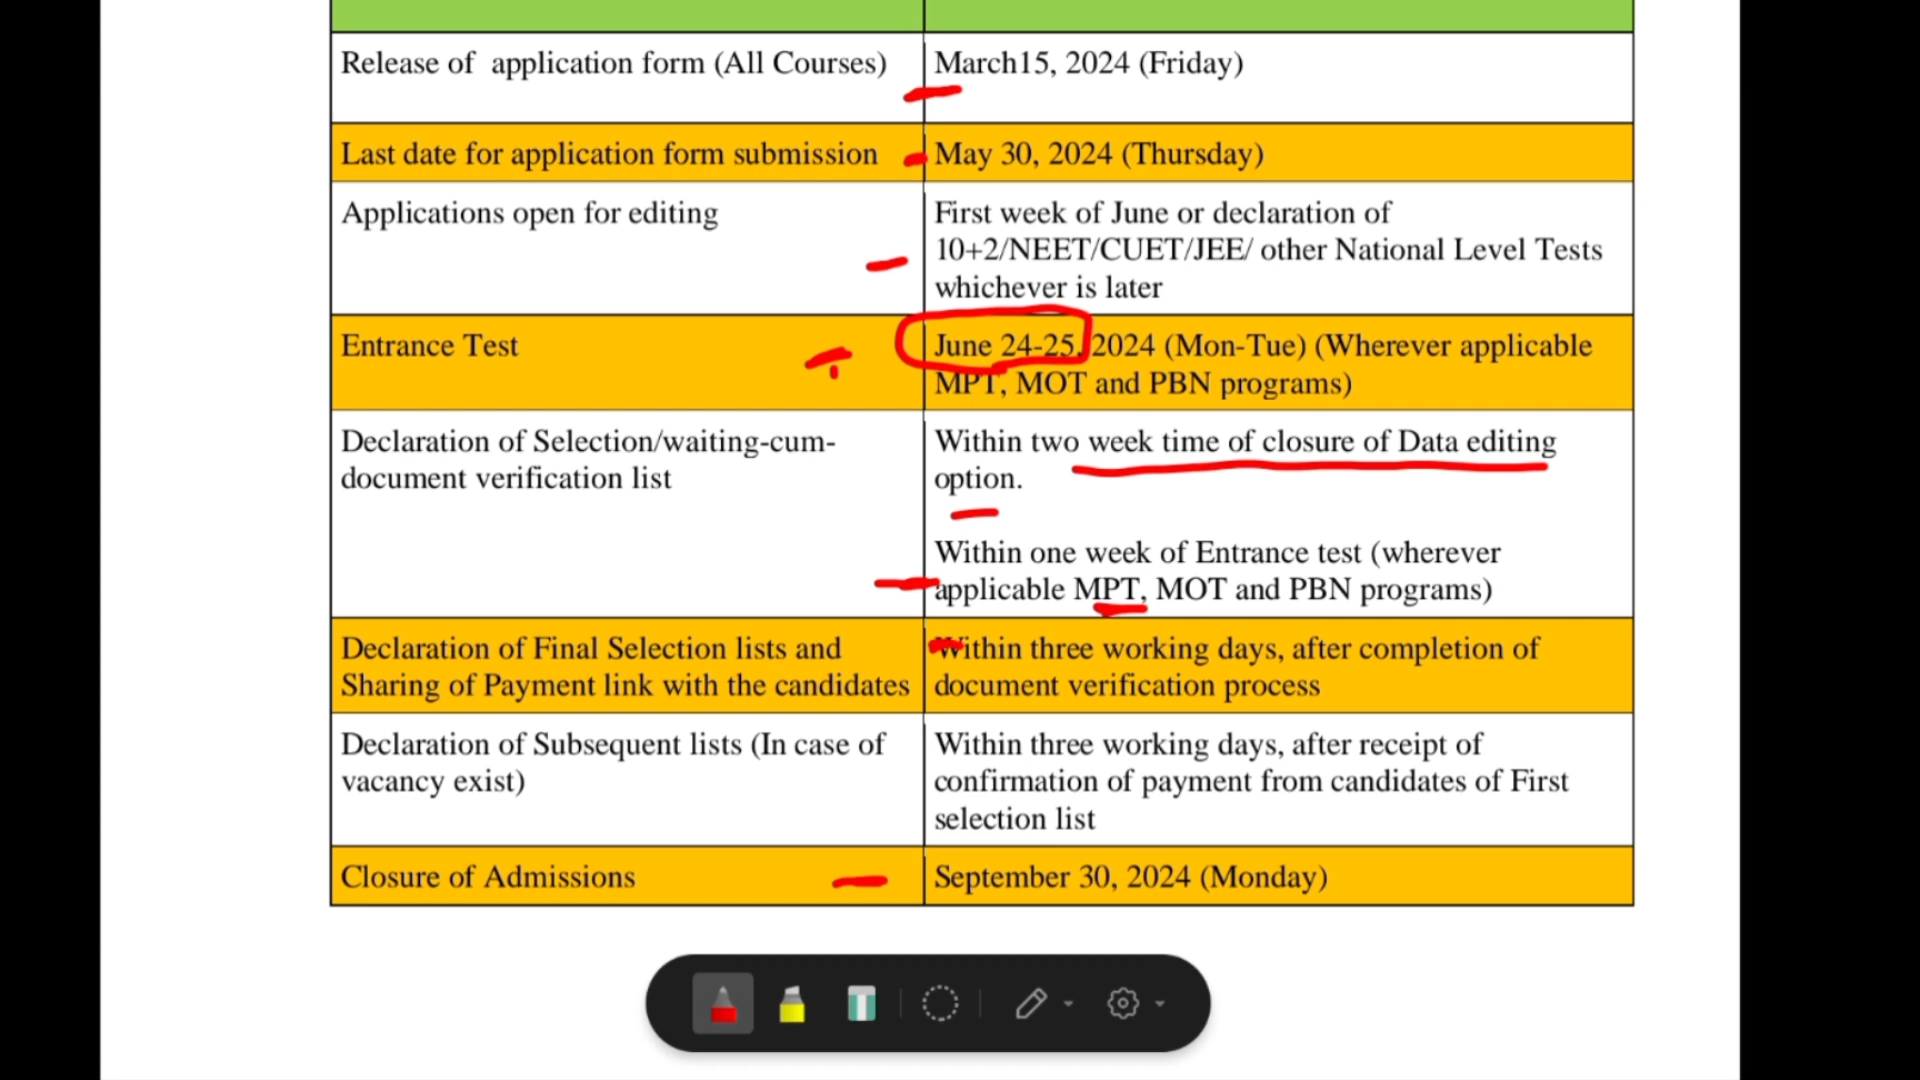 Release of application form (All Courses)
March15, 2024 (Friday)
Last date for application form submission
May 30, 2024 (Thursday)
Applications open for editing
First week of June or declaration of
10+2/NEET/CUET/JEE/ other National Level Tests
whichever is later
Entrance Test
June 24-25, 2024 (Mon-Tue) (Wherever applicable
MPT, MOT and PBN programs)
Declaration of Selection/waiting-cum-
document verification list
Within two week time of closure of Data editing
option.
Within one week of Entrance test (wherever
applicable MPT, MOT and PBN programs)
Declaration of Final Selection lists and
Sharing of Payment link with the candidates
Within three working days, after completion of
document verification process
Declaration of Subsequent lists (In case of
vacancy exist)
Within three working days, after receipt of
confirmation of payment from candidates of First
selection list
Closure of Admissions
September 30, 2024 (Monday)